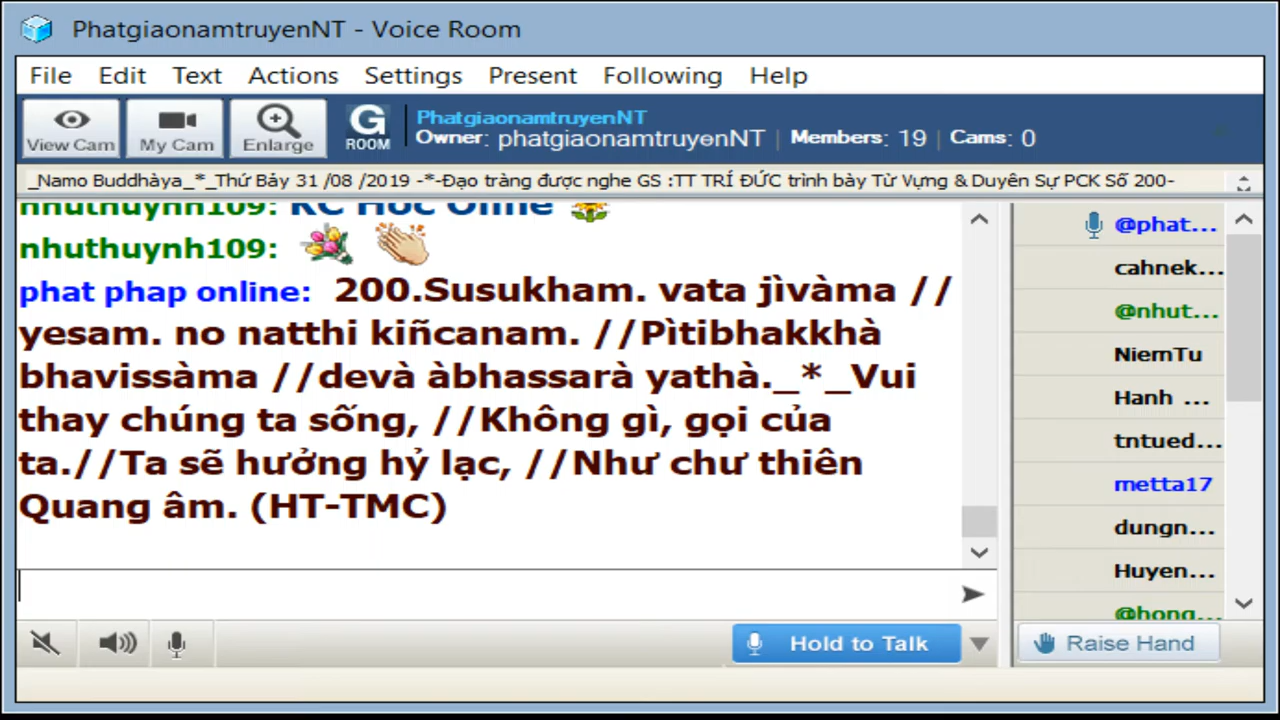 PhatgiaonamtruyenNT - Voice Room
File Edit Text Actions Settings Present Following Help
View Cam My Cam Enlarge G ROOM
PhatgiaonamtruyenNT
Owner: phatgiaonamtruyenNT | Members: 19 | Cams: 0
_Namo Buddhàya_*_Thứ Bảy 31 /08 /2019 -*-Đạo tràng được nghe GS :TT TRÍ ĐỨC trình bày Từ Vựng & Duyên Sự PCK Số 200-
nhuthuynh109: KC Hoc Online
nhuthuynh109:
phat phap online: 200.Susukham. vata jìvàma //
yesam. no natthi kiñcanam. //Pìtibhakkhà
bhavissàma //devà àbhassarà yathà._*_Vui
thay chúng ta sống, //Không gì, gọi của
ta.//Ta sẽ hưởng hỷ lạc, //Như chư thiên
Quang âm. (HT-TMC)
@phat...
cahnek...
@nhut...
NiemTu
Hanh ...
tntued...
metta17
dungn...
Huyen...
@hong...
Hold to Talk
Raise Hand